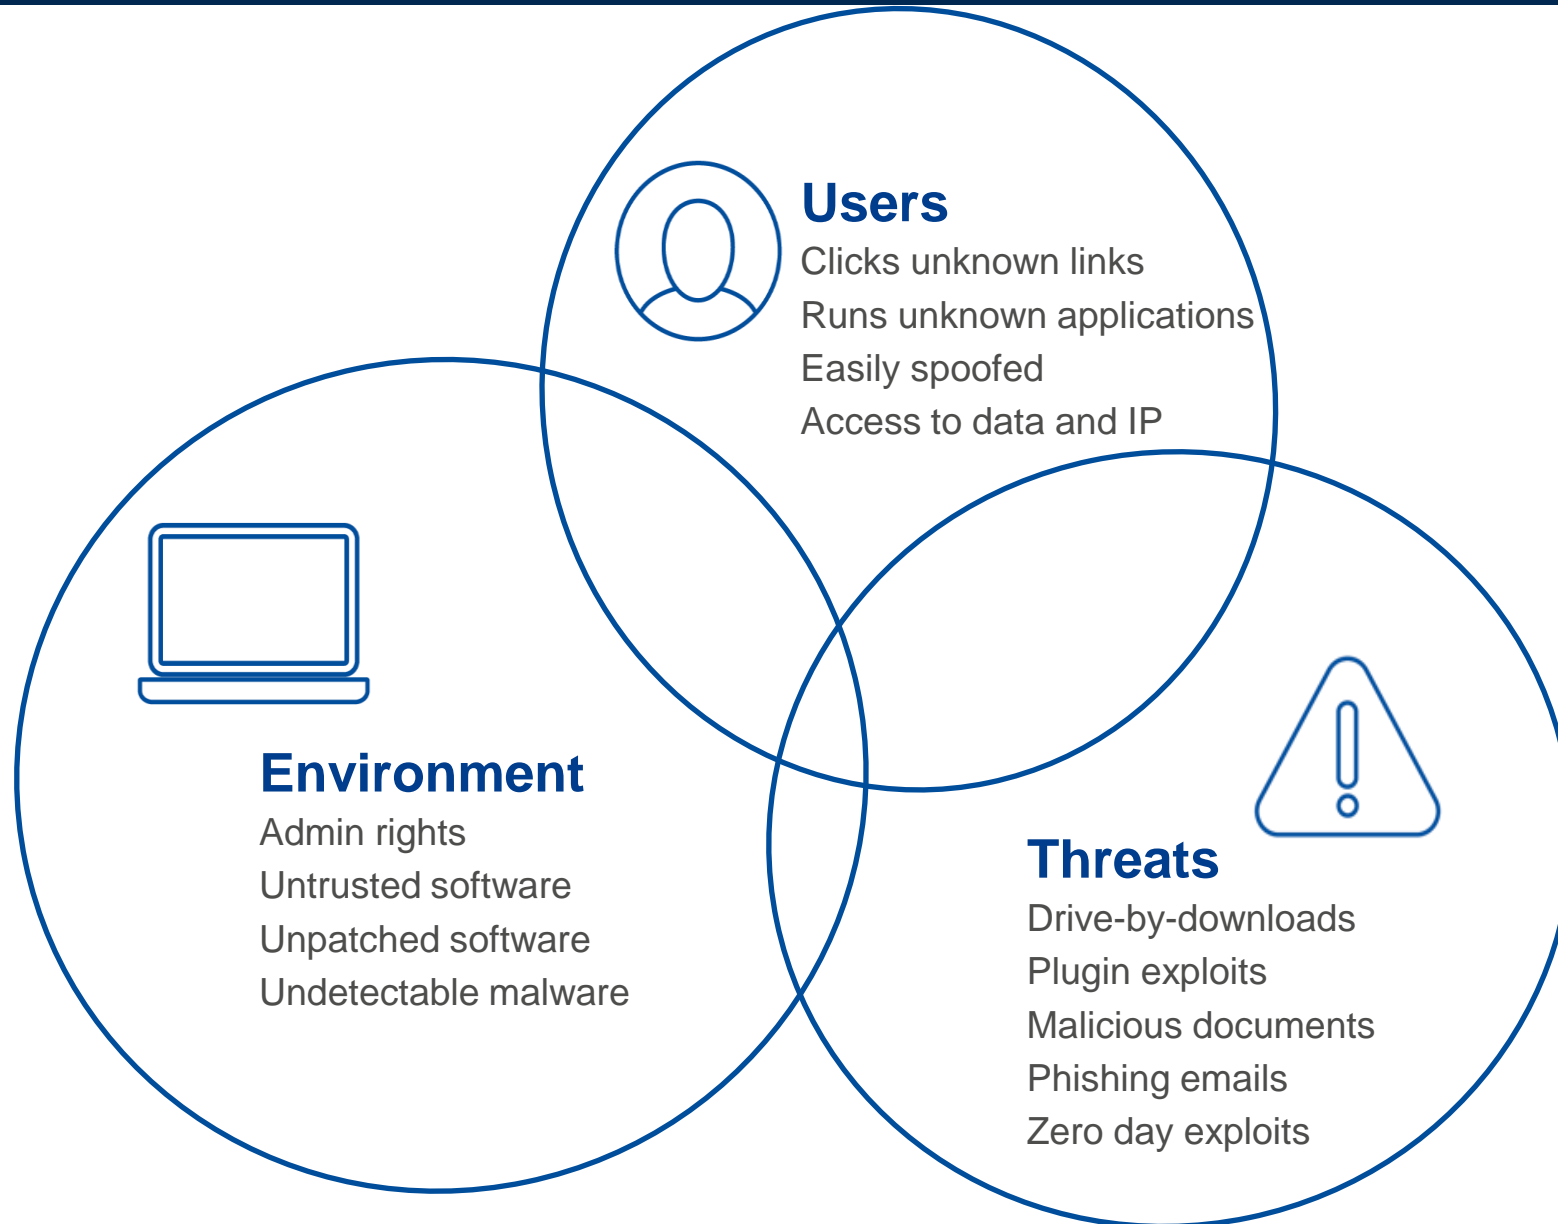 Users
Clicks unknown links
Runs unknown applications
Easily spoofed
Access to data and IP
Environment
Admin rights
Untrusted software
Unpatched software
Undetectable malware
Threats
Drive-by-downloads
Plugin exploits
Malicious documents
Phishing emails
Zero day exploits